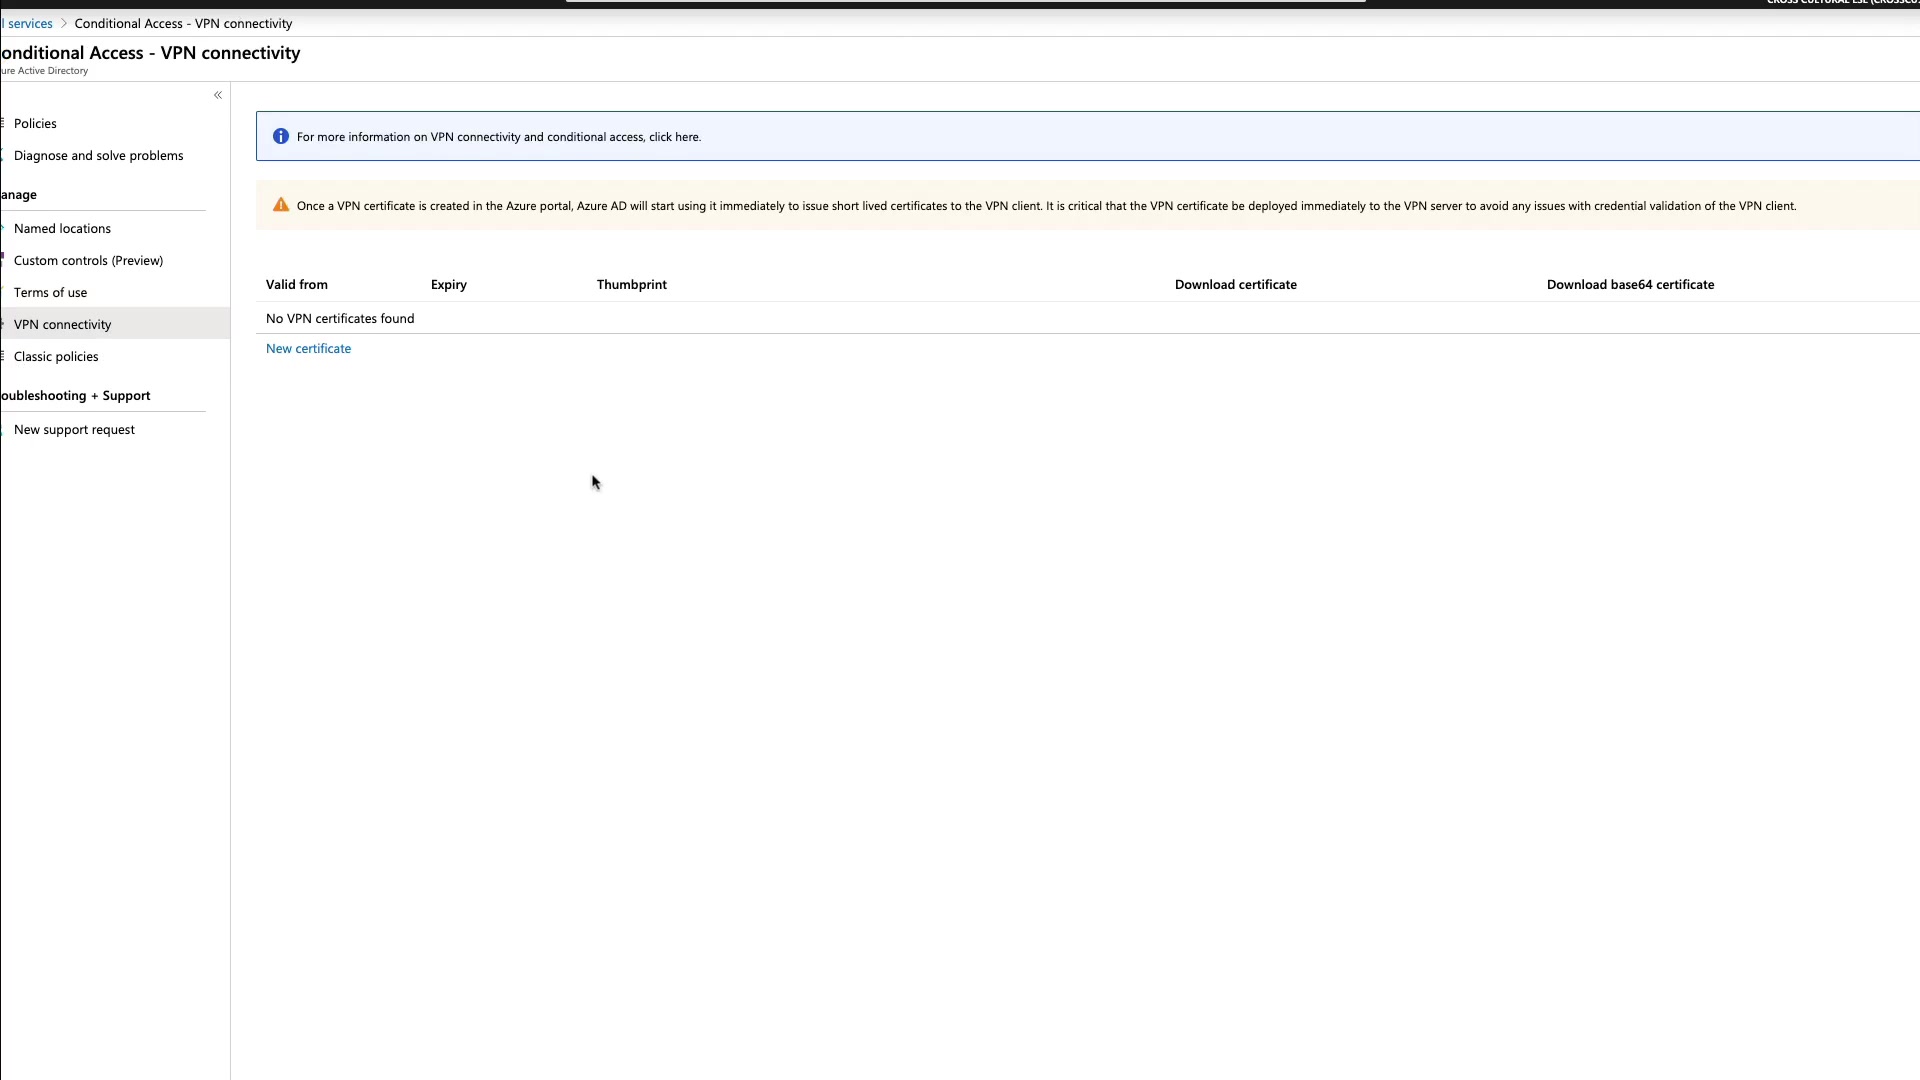 services > Conditional Access - VPN connectivity
onditional Access - VPN connectivity
ure Active Directory
«
Policies
Diagnose and solve problems
anage
Named locations
Custom controls (Preview)
Terms of use
VPN connectivity
Classic policies
oubleshooting + Support
New support request
For more information on VPN connectivity and conditional access, click here.
Once a VPN certificate is created in the Azure portal, Azure AD will start using it immediately to issue short lived certificates to the VPN client. It is critical that the VPN certificate be deployed immediately to the VPN server to avoid any issues with credential validation of the VPN client.
Valid from Expiry Thumbprint Download certificate Download base64 certificate
No VPN certificates found
New certificate